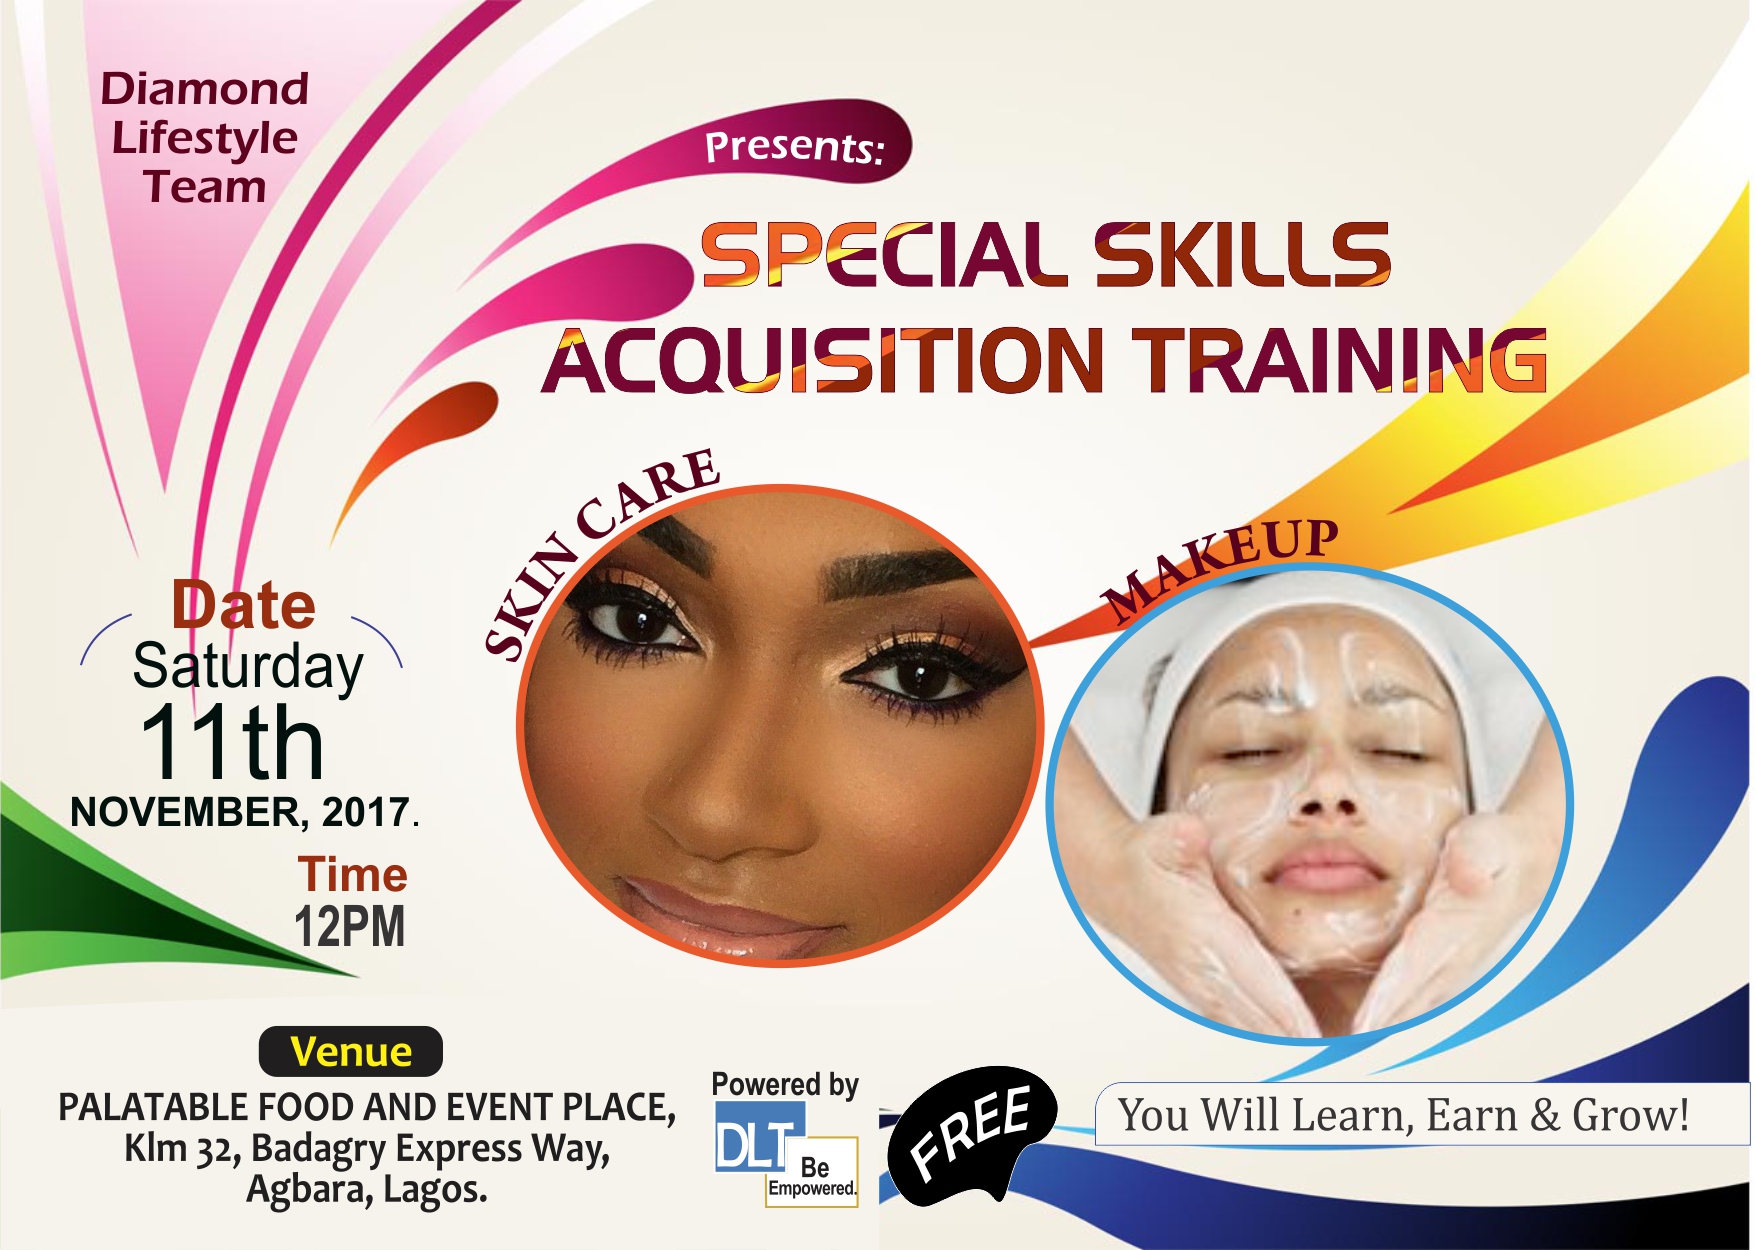 Diamond
Lifestyle
Team
Presents:
SPECIAL SKILLS
ACQUISITION TRAINING
SKIN CARE
MAKEUP
Date
Saturday
11th
NOVEMBER, 2017.
Time
12PM
Venue
PALATABLE FOOD AND EVENT PLACE,
Klm 32, Badagry Express Way,
Agbara, Lagos.
Powered by
DLT
Be
Empowered.
FREE
You Will Learn, Earn & Grow!